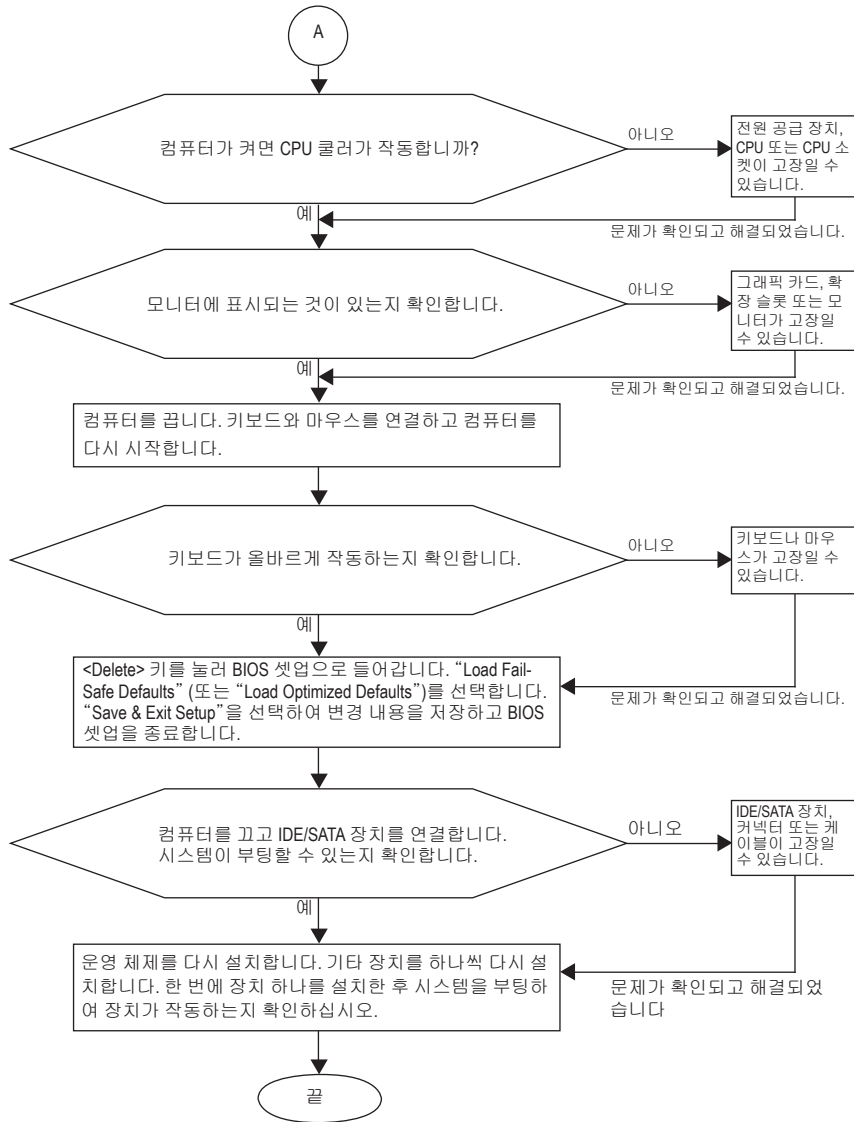 A
컴퓨터가 켜면 CPU 쿨러가 작동합니까?
아니오
전원 공급 장치,
CPU 또는 CPU 소
켓이 고장일 수
있습니다.
예
문제가 확인되고 해결되었습니다.
모니터에 표시되는 것이 있는지 확인합니다.
아니오
그래픽 카드, 확
장 슬롯 또는 모
니터가 고장일
수 있습니다.
예
문제가 확인되고 해결되었습니다.
컴퓨터를 끕니다. 키보드와 마우스를 연결하고 컴퓨터를
다시 시작합니다.
키보드가 올바르게 작동하는지 확인합니다.
아니오
키보드나 마우
스가 고장일 수
있습니다.
예
<Delete> 키를 눌러 BIOS 셋업으로 들어갑니다. “Load Fail-
Safe Defaults” (또는 “Load Optimized Defaults”)를 선택합니다.
“Save & Exit Setup”을 선택하여 변경 내용을 저장하고 BIOS
셋업을 종료합니다.
문제가 확인되고 해결되었습니다.
컴퓨터를 끄고 IDE/SATA 장치를 연결합니다.
시스템이 부팅할 수 있는지 확인합니다.
아니오
IDE/SATA 장치,
커넥터 또는 케
이블이 고장일
수 있습니다.
예
운영 체제를 다시 설치합니다. 기타 장치를 하나씩 다시 설
치합니다. 한 번에 장치 하나를 설치한 후 시스템을 부팅하
여 장치가 작동하는지 확인하십시오.
문제가 확인되고 해결되었
습니다
끝